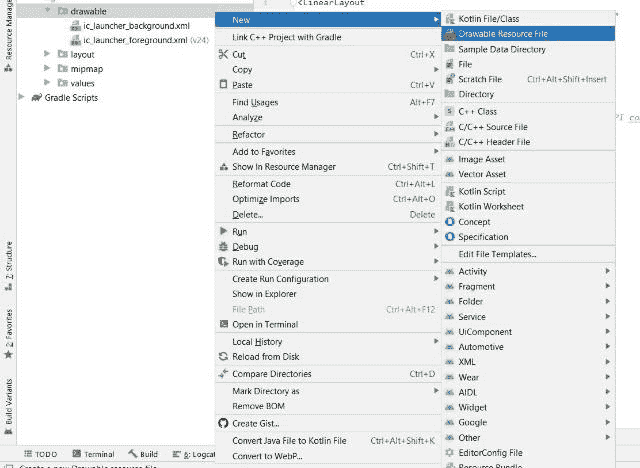 Resource Manager
drawable
ic_launcher_background.xml
ic_launcher_foreground.xml (v24)
layout
mipmap
values
Gradle Scripts
7: Structure
2: Favorites
Build Variants
1
<LinearLayout
New
Link C++ Project with Gradle
Cut Ctrl+X
Copy
Paste Ctrl+V
Find Usages Alt+F7
Analyze
Refactor
Add to Favorites
Show In Resource Manager Ctrl+Shift+T
Reformat Code Ctrl+Alt+L
Optimize Imports Ctrl+Alt+O
Delete... Delete
Run
Debug
Run with Coverage
Create Run Configuration
Show in Explorer
File Path Ctrl+Alt+F12
Open in Terminal
Local History
Reload from Disk
Compare Directories Ctrl+D
Mark Directory as
Remove BOM
Create Gist...
Convert Java File to Kotlin File Ctrl+Alt+Shift+K
Convert to WebP...
Kotlin File/Class
Drawable Resource File
Sample Data Directory
File
Scratch File Ctrl+Alt+Shift+Insert
Directory
C++ Class
C/C++ Source File
C/C++ Header File
Image Asset
Vector Asset
Kotlin Script
Kotlin Worksheet
Concept
Specification
Edit File Templates...
Activity
Fragment
Folder
Service
UiComponent
Automotive
XML
Wear
AIDL
Widget
Google
Other
EditorConfig File
Resource Bundle
PI co
TODO Terminal Build 6: Logcat
Create a new Drawable resource file